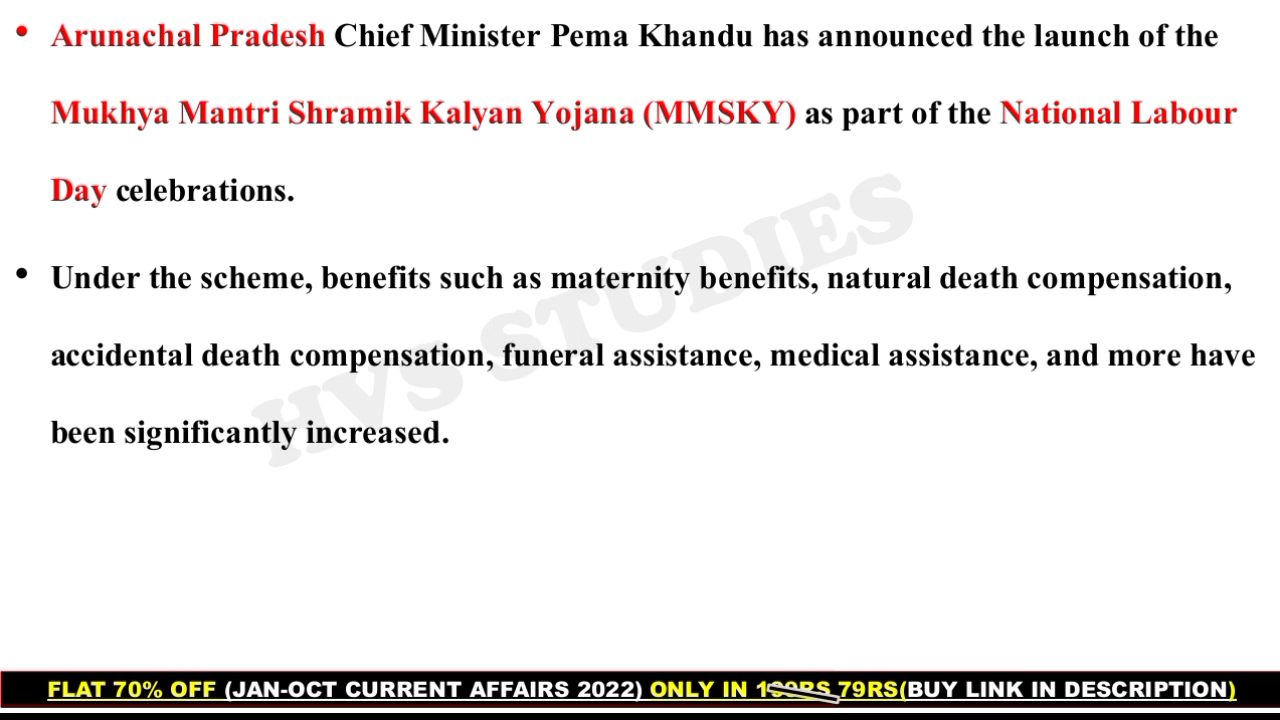 • Arunachal Pradesh Chief Minister Pema Khandu has announced the launch of the
Mukhya Mantri Shramik Kalyan Yojana (MMSKY) as part of the National Labour
Day celebrations.
• Under the scheme, benefits such as maternity benefits, natural death compensation,
accidental death compensation, funeral assistance, medical assistance, and more have
been significantly increased.
HVS STUDIES
FLAT 70% OFF (JAN-OCT CURRENT AFFAIRS 2022) ONLY IN 79RS(BUY LINK IN DESCRIPTION)